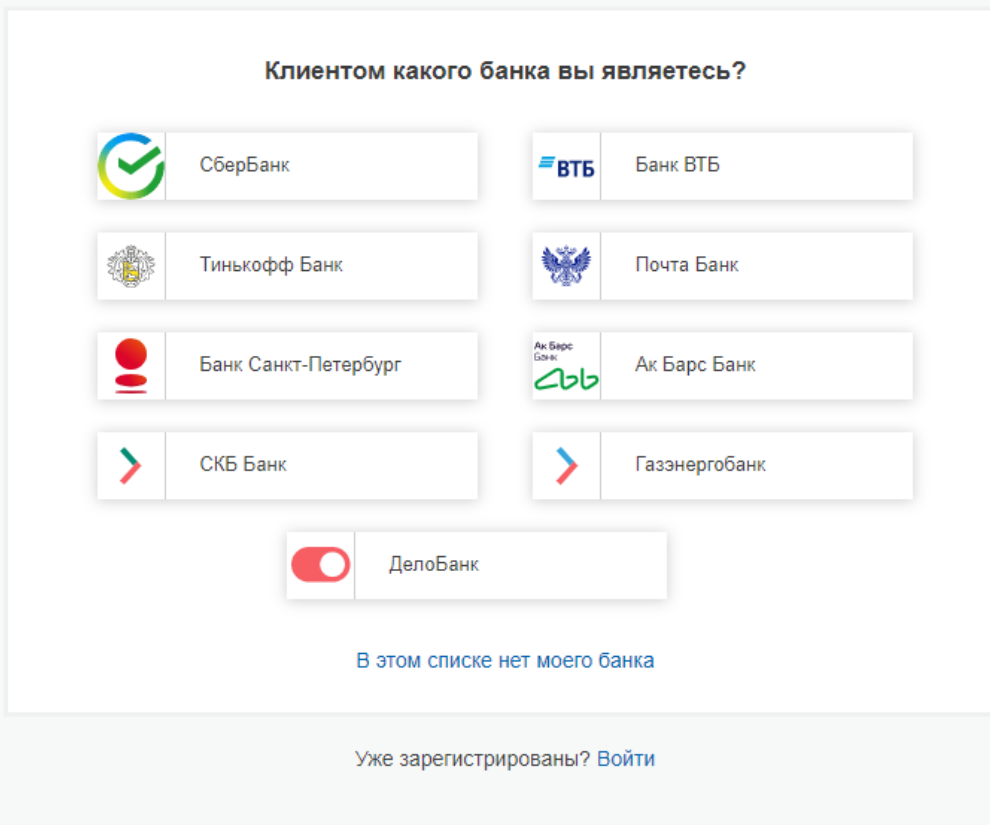 Клиентом какого банка вы являетесь?
СберБанк
ВТБ
Банк ВТБ
Тинькофф Банк
Почта Банк
Банк Санкт-Петербург
Ак Барс
Банк
Ак Барс Банк
СКБ Банк
Газэнергобанк
ДелоБанк
В этом списке нет моего банка
Уже зарегистрированы? Войти